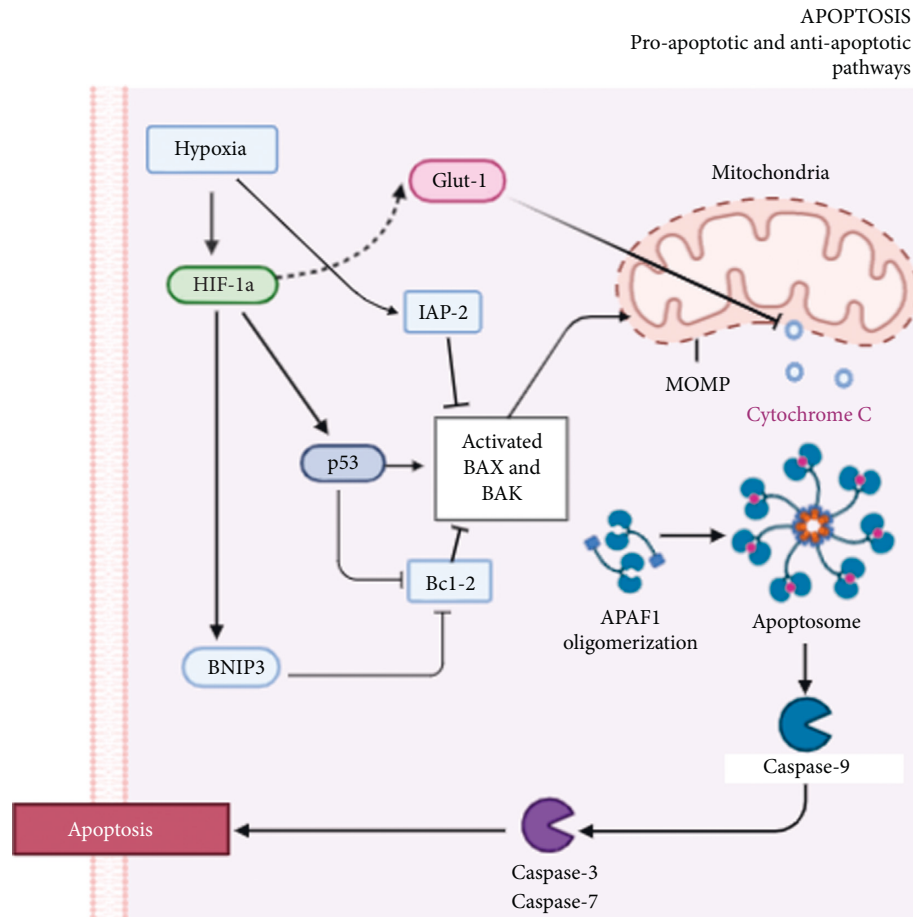 APOPTOSIS
Pro-apoptotic and anti-apoptotic
pathways
Hypoxia
Glut-1
Mitochondria
HIF-1a
IAP-2
MOMP
Cytochrome C
Activated
BAX and
BAK
p53
Bc1-2
APAF1
oligomerization
Apoptosome
BNIP3
Caspase-9
Apoptosis
Caspase-3
Caspase-7